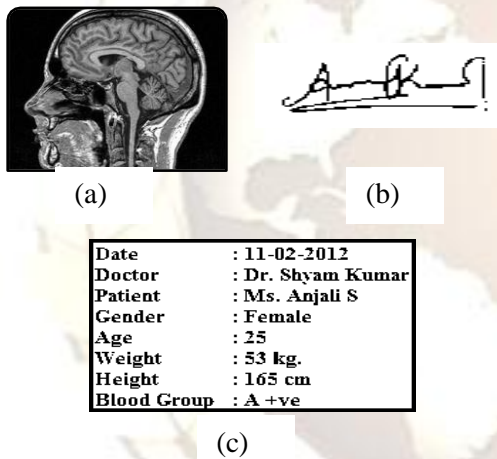 (a)
(b)
Date : 11-02-2012
Doctor : Dr. Shyam Kumar
Patient : Ms. Anjali S
Gender : Female
Age : 25
Weight : 53 kg.
Height : 165 cm
Blood Group : A +ve
(c)